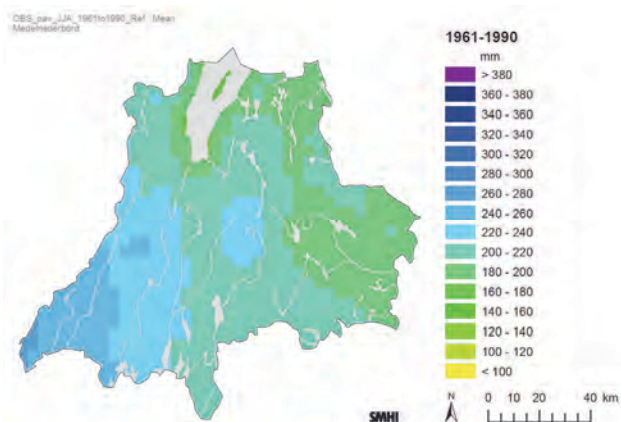 OBS_pav_JJA_1961to1990_Ref Mean
Medelnederbörd
1961-1990
mm
> 380
360 - 380
340 - 360
320 - 340
300 - 320
280 - 300
260 - 280
240 - 260
220 - 240
200 - 220
180 - 200
160 - 180
140 - 160
120 - 140
100 - 120
< 100
SMHI
N
0 10 20 40 km